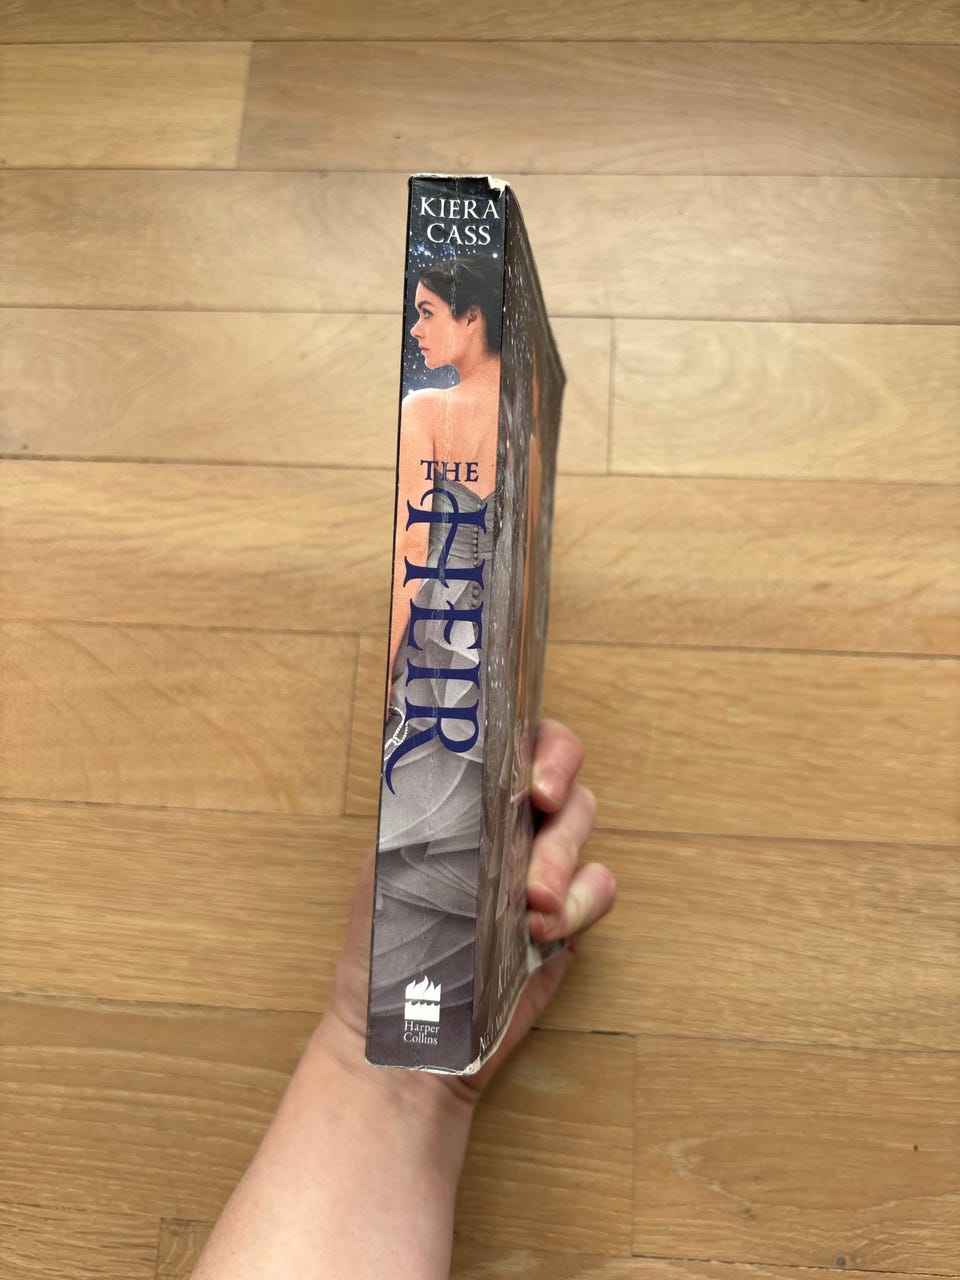 KIERA
CASS
THE
HEIR
Harper
Collins